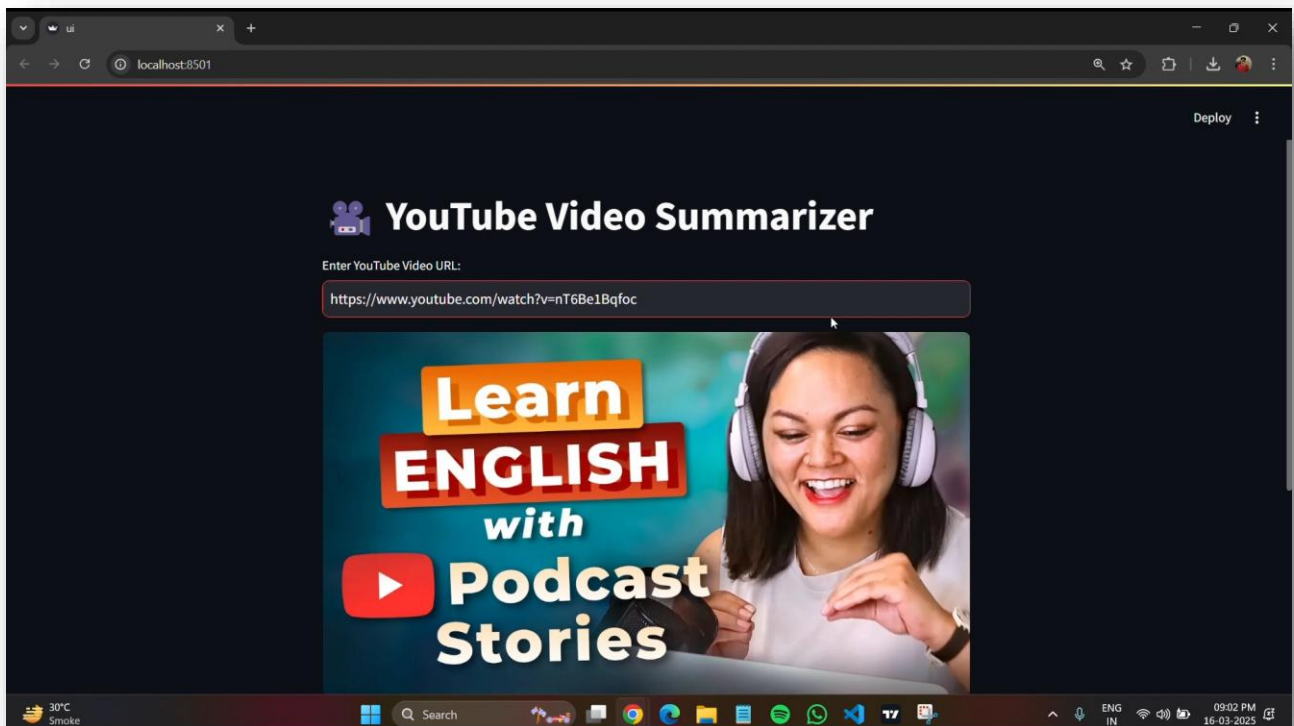 ui
localhost:8501
Deploy
YouTube Video Summarizer
Enter YouTube Video URL:
https://www.youtube.com/watch?v=nT6Be1Bqfoc
Learn
ENGLISH
with
Podcast
Stories
30°C
Smoke
Search
ENG
IN
09:02 PM
16-03-2025